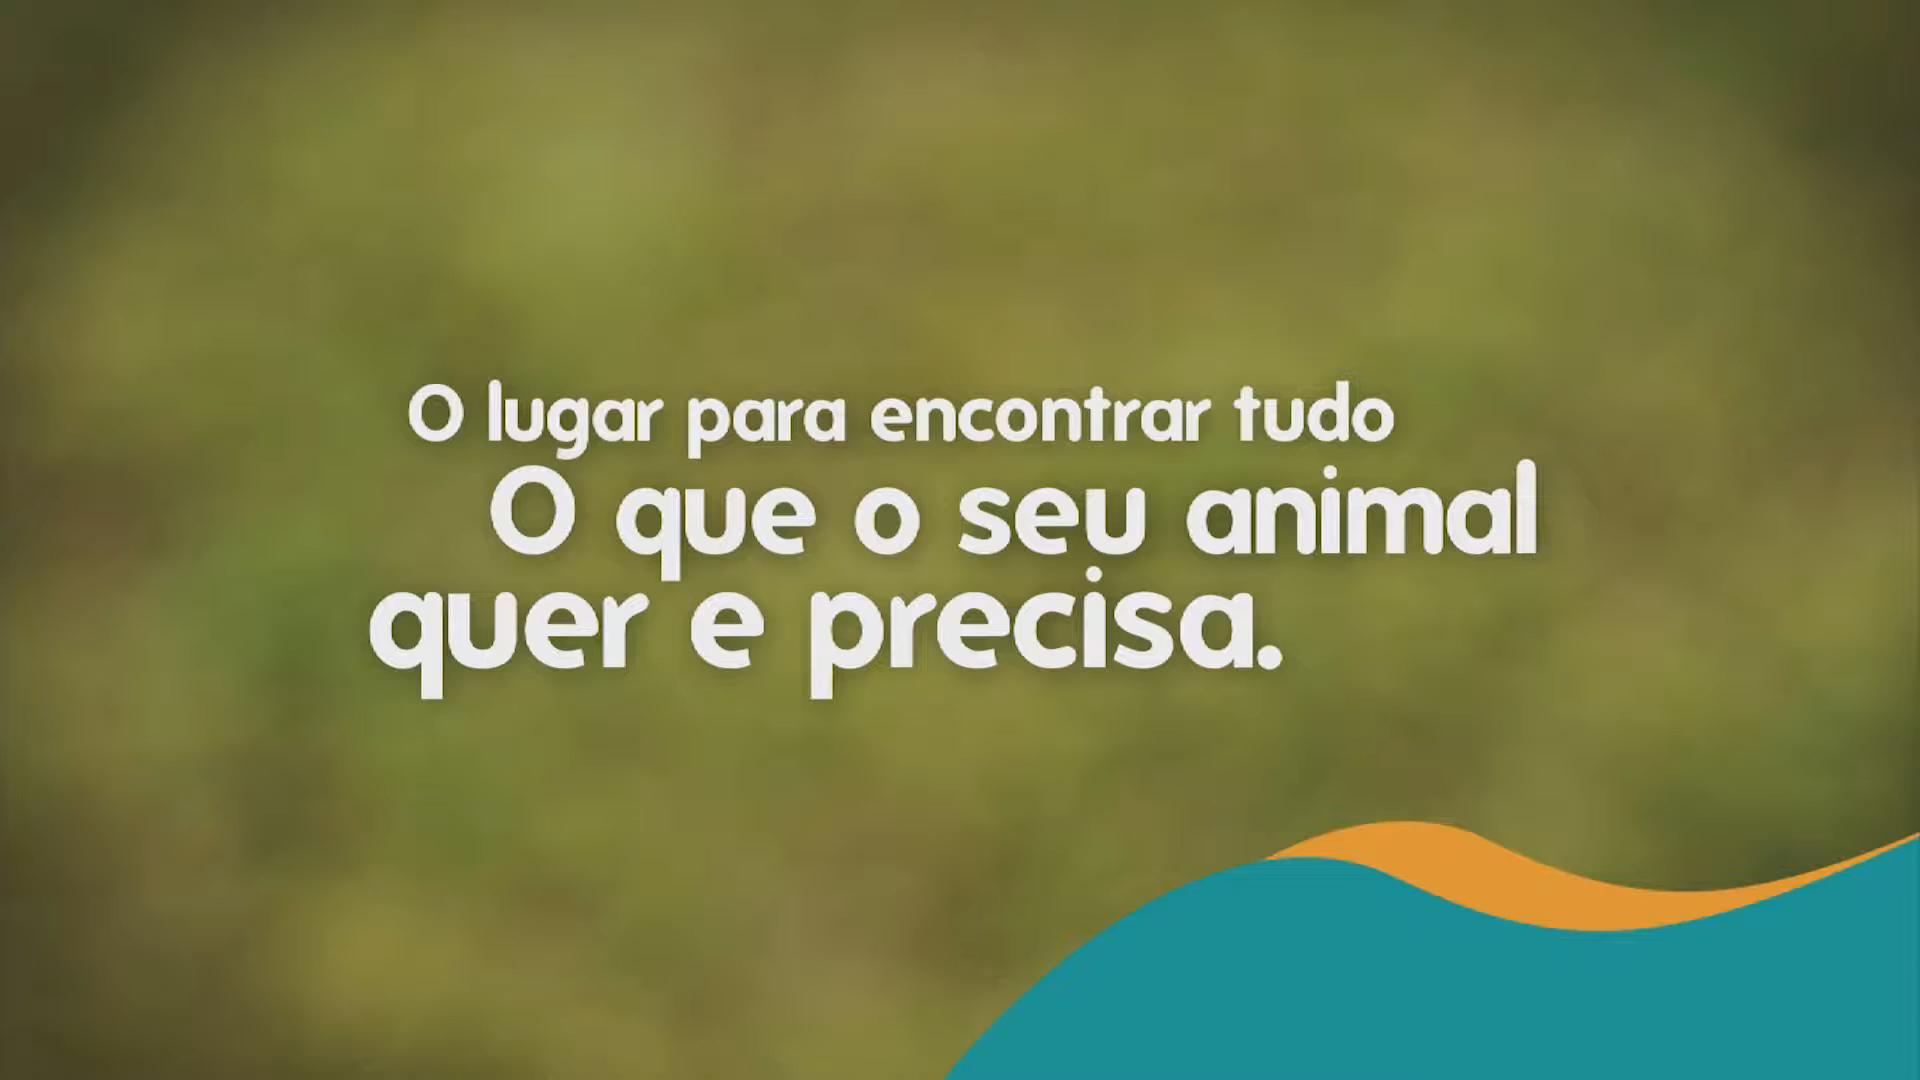 O lugar para encontrar tudo
O que o seu animal
quer e precisa.